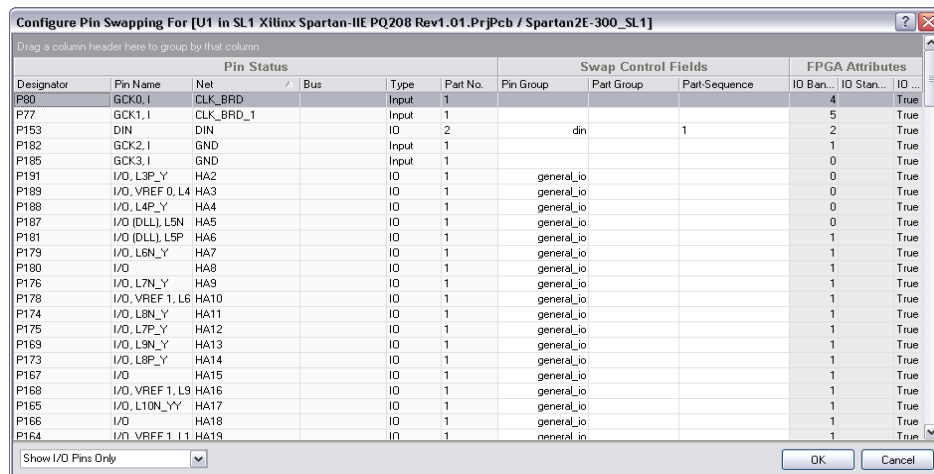 Configure Pin Swapping For [U1 in SL1 Xilinx Spartan-IIE PQ208 Rev1.01.PrjPcb / Spartan2E-300_SL1]
Drag a column header here to group by that column
Pin Status Swap Control Fields FPGA Attributes
Designator Pin Name Net Bus Type Part No. Pin Group Part Group Part-Sequence IO Ban... IO Stan... IO ...
P80 GCK0, I CLK_BRD Input 1 4 True
P77 GCK1, I CLK_BRD_1 Input 1 5 True
P153 DIN DIN IO 2 din 1 2 True
P182 GCK2, I GND Input 1 1 True
P185 GCK3, I GND Input 1 0 True
P191 I/O, L3P_Y HA2 IO 1 general_io 0 True
P189 I/O, VREF 0, L4 HA3 IO 1 general_io 0 True
P188 I/O, L4P_Y HA4 IO 1 general_io 0 True
P187 I/O (DLL), L5N HA5 IO 1 general_io 0 True
P181 I/O (DLL), L5P HA6 IO 1 general_io 1 True
P179 I/O, L6N_Y HA7 IO 1 general_io 1 True
P180 I/O HA8 IO 1 general_io 1 True
P176 I/O, L7N_Y HA9 IO 1 general_io 1 True
P178 I/O, VREF 1, L6 HA10 IO 1 general_io 1 True
P174 I/O, L8N_Y HA11 IO 1 general_io 1 True
P175 I/O, L7P_Y HA12 IO 1 general_io 1 True
P169 I/O, L9N_Y HA13 IO 1 general_io 1 True
P173 I/O, L8P_Y HA14 IO 1 general_io 1 True
P167 I/O HA15 IO 1 general_io 1 True
P168 I/O, VREF 1, L9 HA16 IO 1 general_io 1 True
P165 I/O, L10N_YY HA17 IO 1 general_io 1 True
P166 I/O HA18 IO 1 general_io 1 True
P164 I/O, VREF 1, L1 HA19 IO 1 general_io 1 True
Show I/O Pins Only OK Cancel